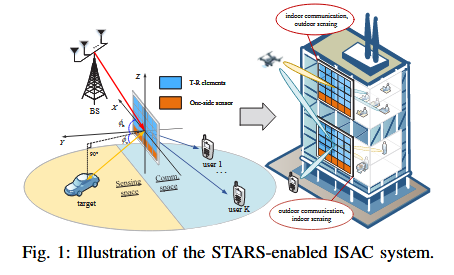 indoor communication,
outdoor sensing
Z
T-R elements
One-side sensor
BS
X
Y
90°
user 1
...
Sensing
space
Comm.
space
target
user K
outdoor communication,
indoor sensing
Fig. 1: Illustration of the STARS-enabled ISAC system.